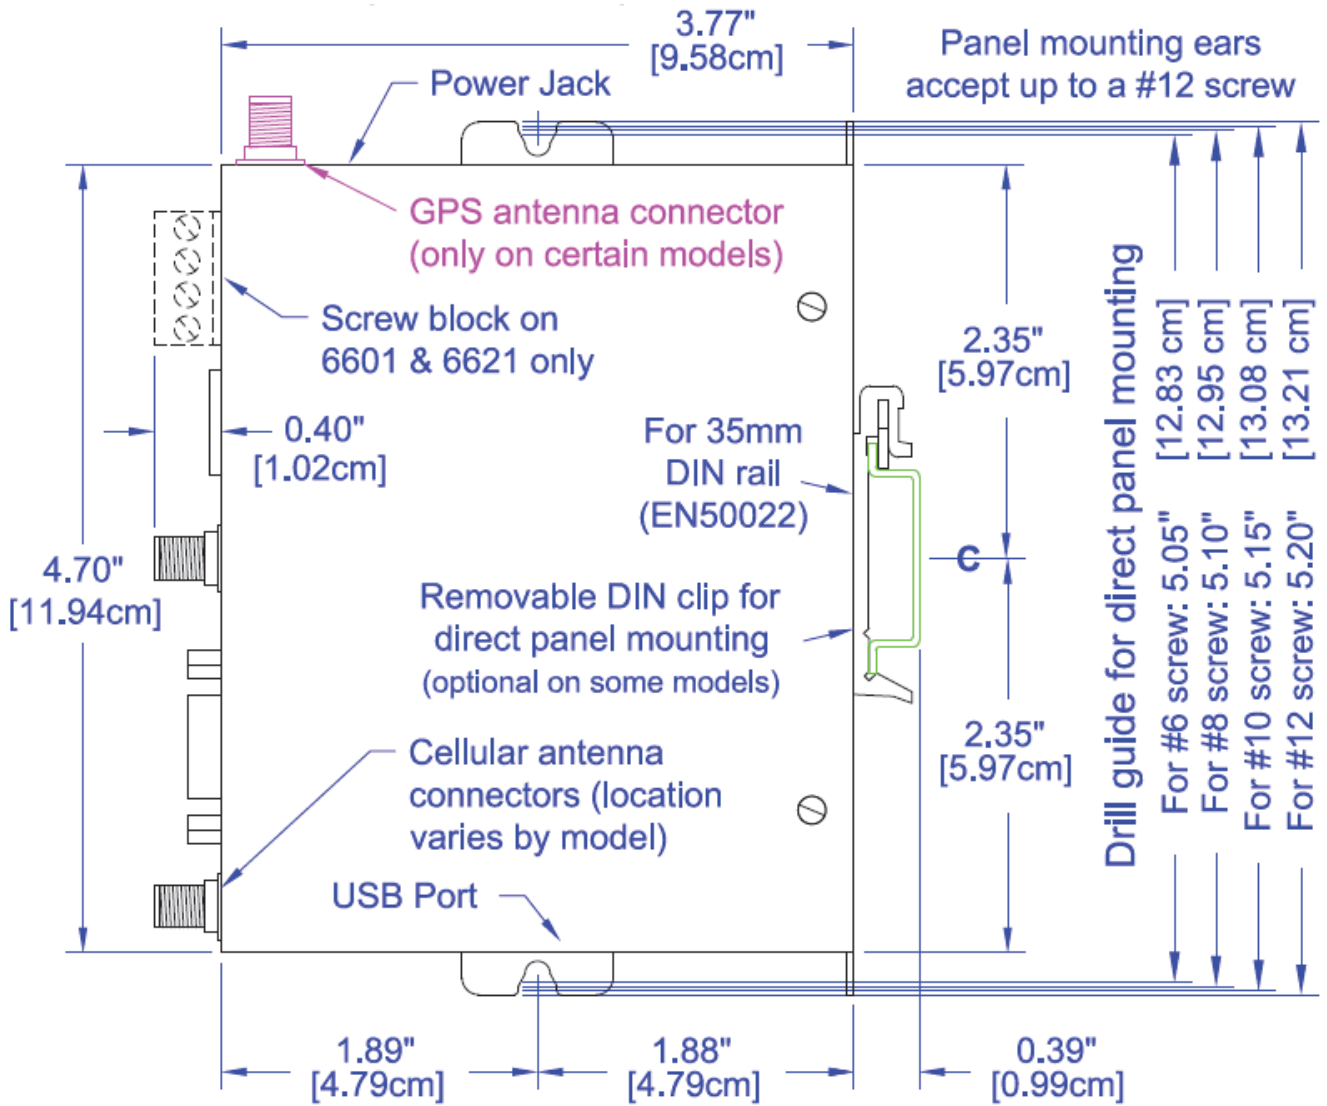 3.77"
[9.58cm]
Panel mounting ears
accept up to a #12 screw
Power Jack
GPS antenna connector
(only on certain models)
Screw block on
6601 & 6621 only
2.35"
[5.97cm]
0.40"
[1.02cm]
For 35mm
DIN rail
(EN50022)
C
4.70"
[11.94cm]
Removable DIN clip for
direct panel mounting
(optional on some models)
2.35"
[5.97cm]
Cellular antenna
connectors (location
varies by model)
USB Port
Drill guide for direct panel mounting
For #6 screw: 5.05" [12.83 cm]
For #8 screw: 5.10" [12.95 cm]
For #10 screw: 5.15" [13.08 cm]
For #12 screw: 5.20" [13.21 cm]
1.89"
[4.79cm]
1.88"
[4.79cm]
0.39"
[0.99cm]